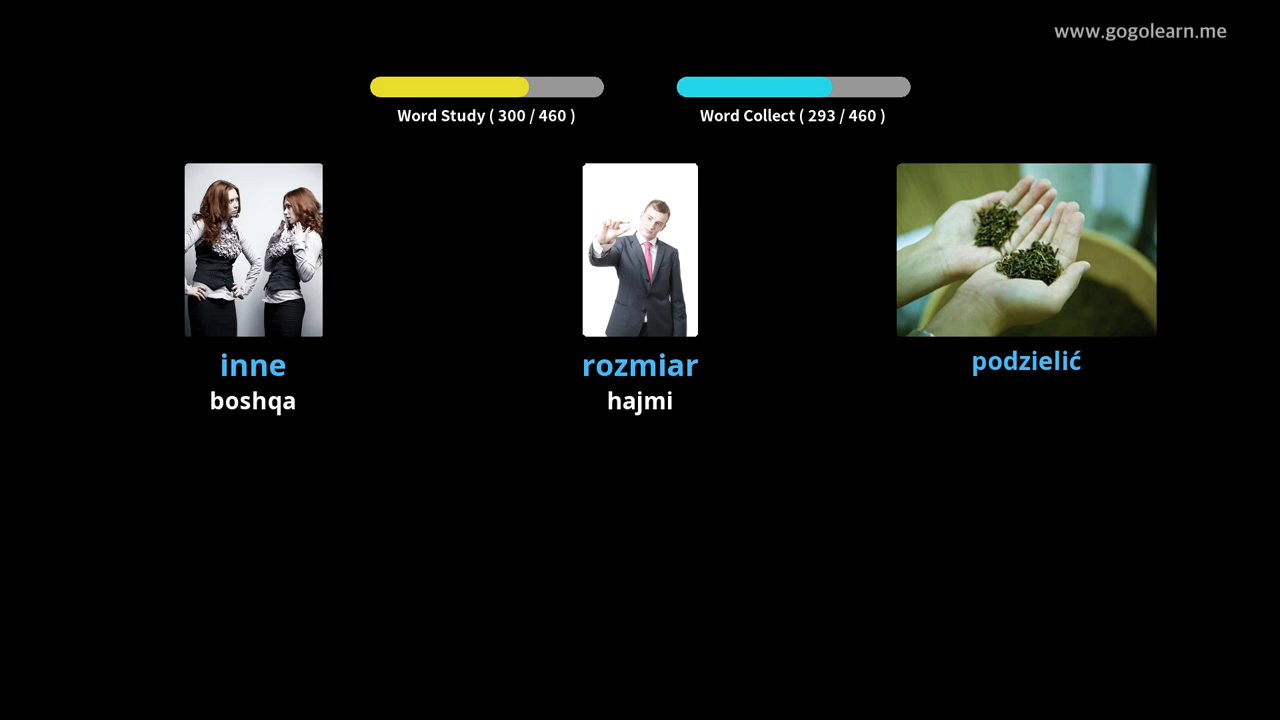 www.gogolearn.me
Word Study ( 300 / 460 )
Word Collect ( 293 / 460 )
inne
boshqa
rozmiar
hajmi
podzielić